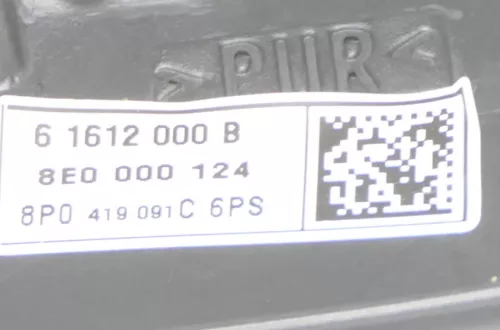 >PUR<
6 1612 000 B
8E0 000 124
8P0 419 091C 6PS